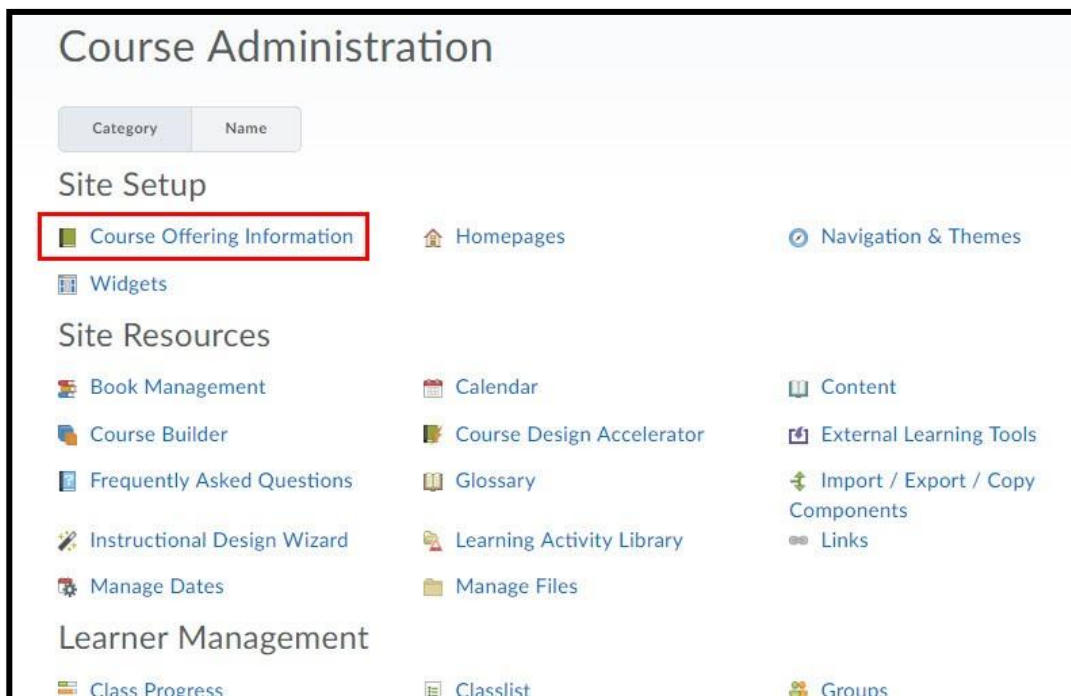 Course Administration
Category Name
Site Setup
Course Offering Information Homepages Navigation & Themes
Widgets
Site Resources
Book Management Calendar Content
Course Builder Course Design Accelerator External Learning Tools
Frequently Asked Questions Glossary Import / Export / Copy
Components
Instructional Design Wizard Learning Activity Library Links
Manage Dates Manage Files
Learner Management
Class Progress Classlist Groups